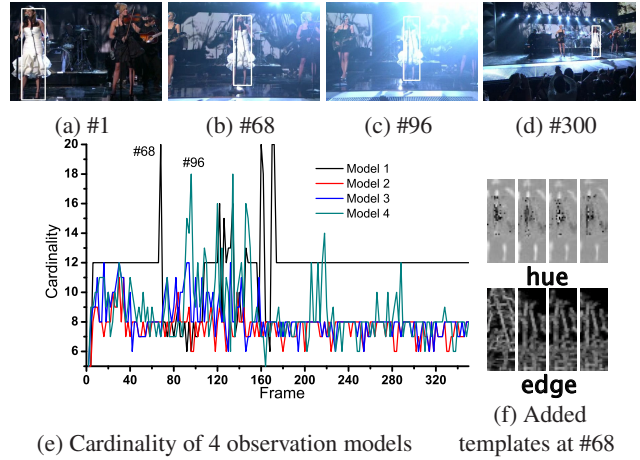 (a) #1
(b) #68
(c) #96
(d) #300
20
18
16
14
12
10
8
6
Cardinality
#68
#96
Model 1
Model 2
Model 3
Model 4
0 40 80 120 160 200 240 280 320
Frame
hue
edge
(e) Cardinality of 4 observation models
(f) Added
templates at #68